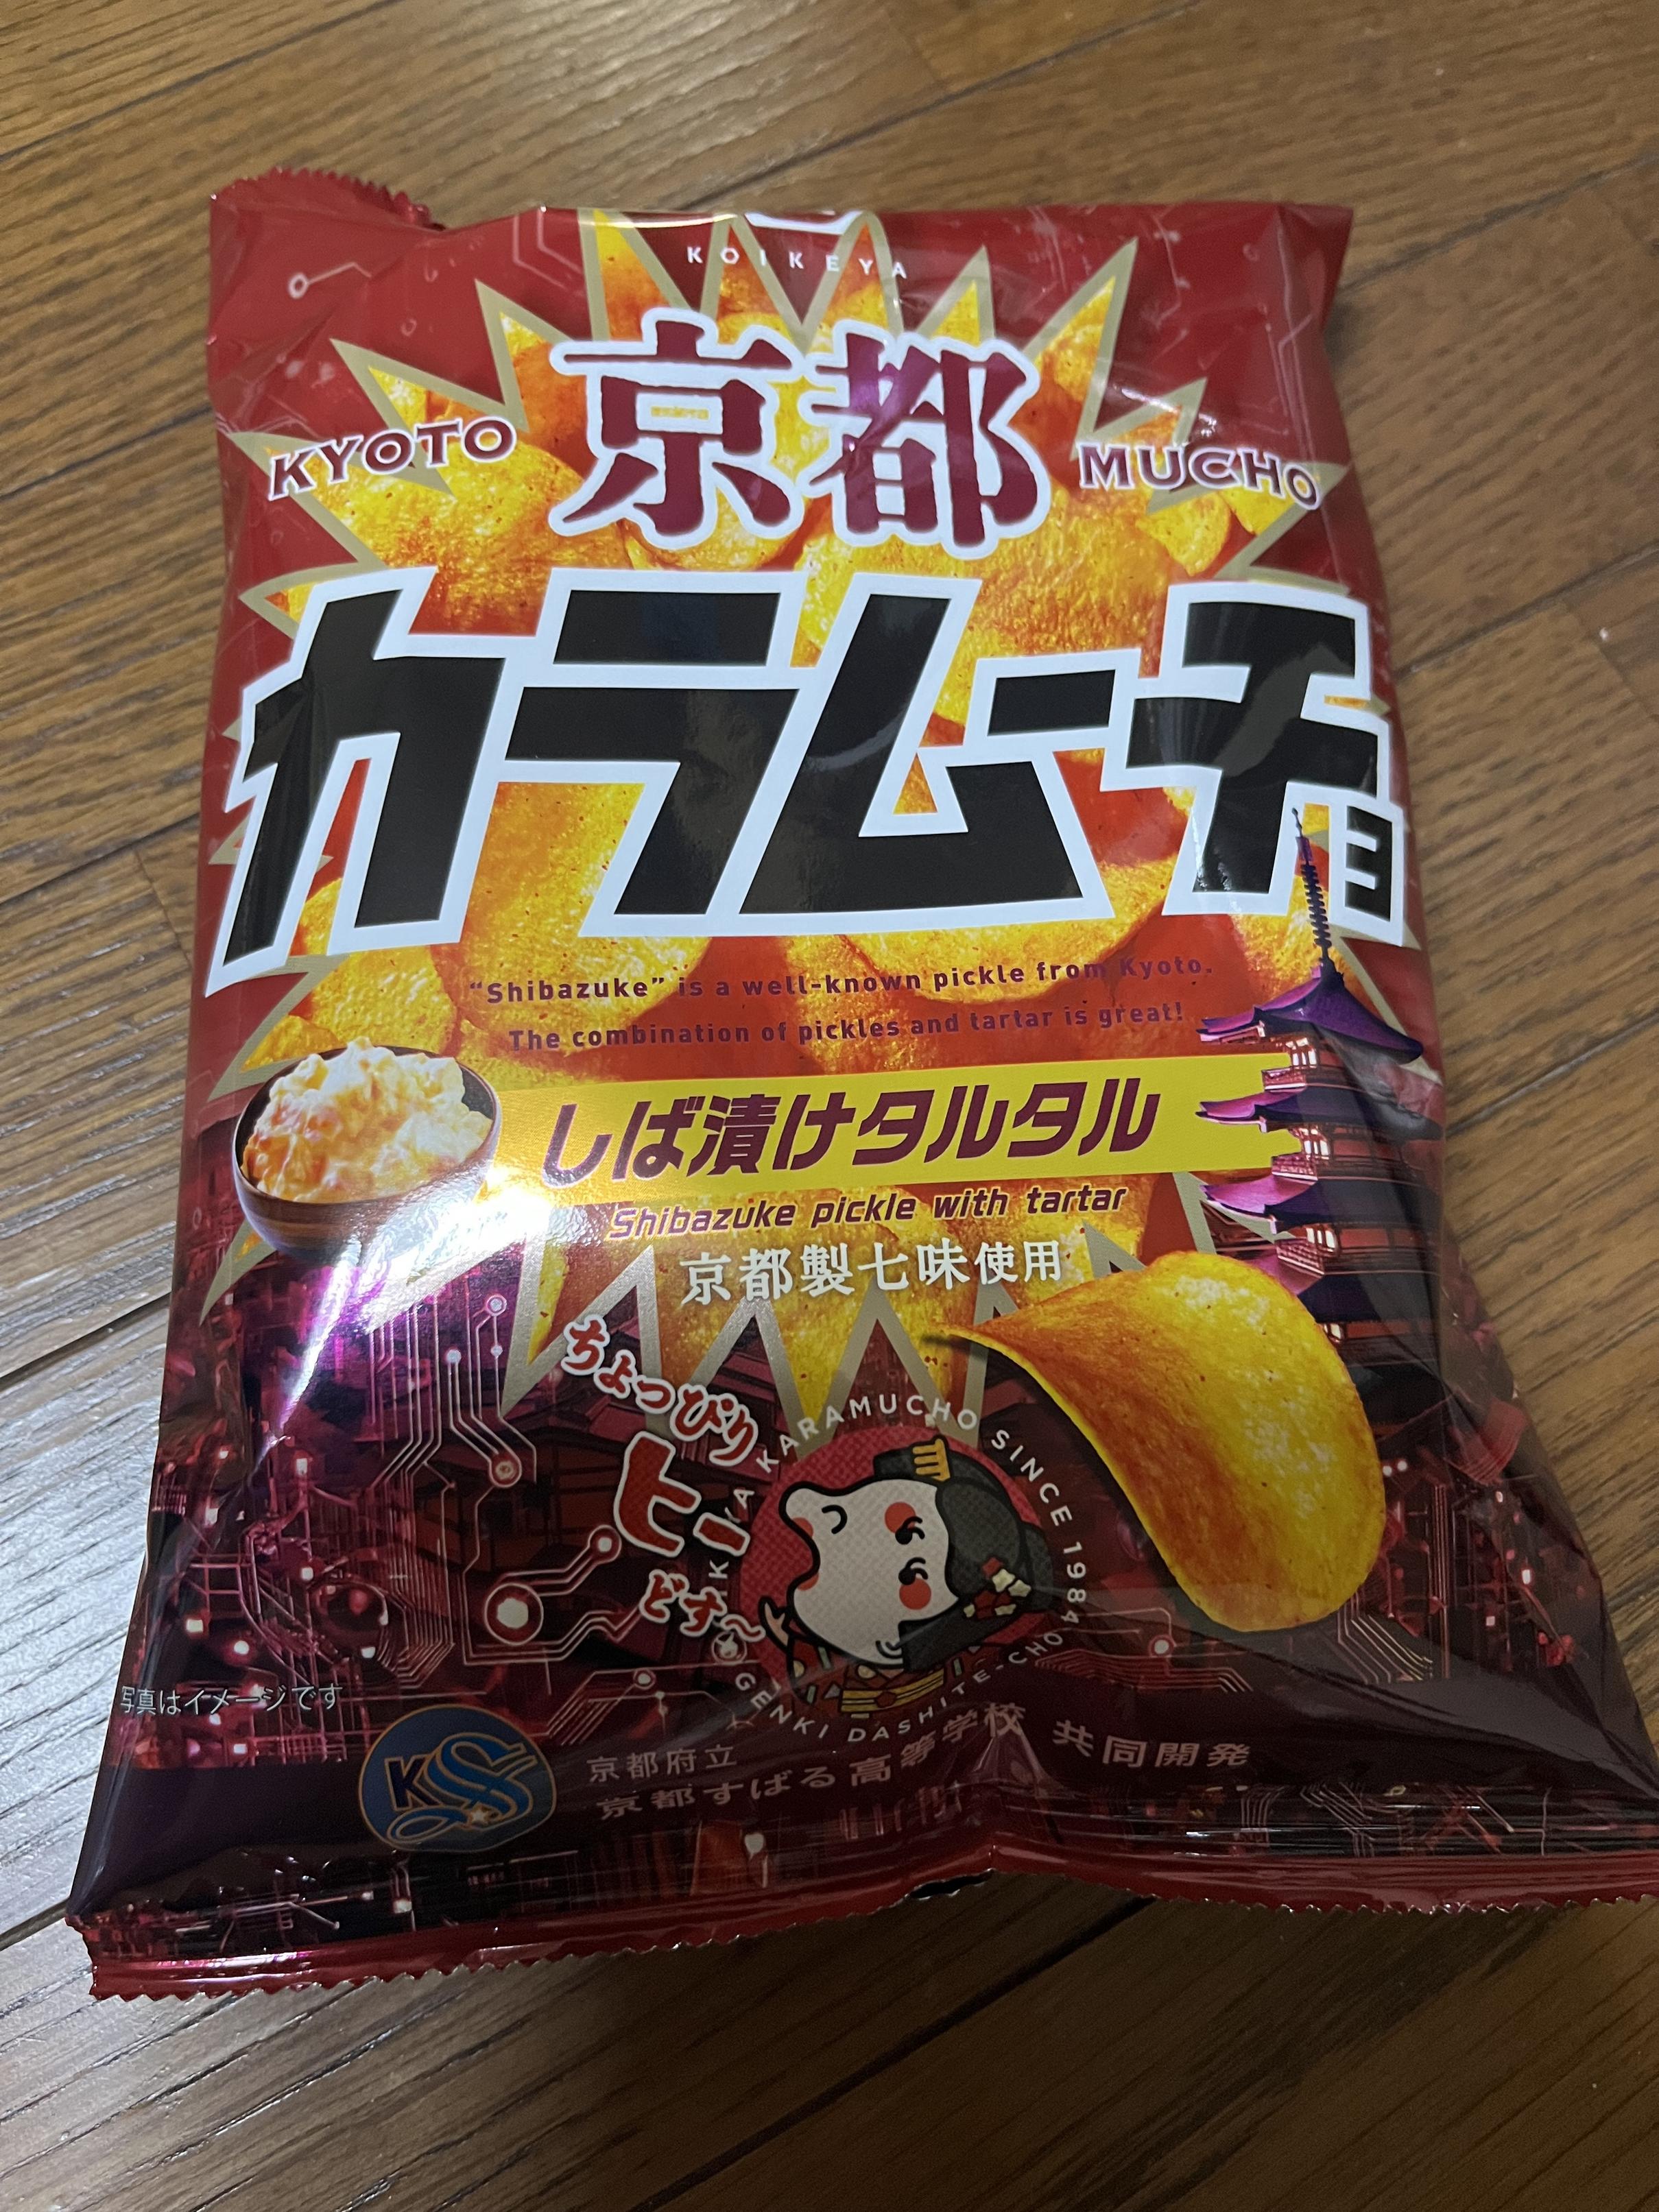 KOIKEYA
KYOTO 京都 MUCHO
カラムーチョ
“Shibazuke” is a well-known pickle from Kyoto.
The combination of pickles and tartar is great!
しば漬けタルタル
Shibazuke pickle with tartar
京都製七味使用
ちょっぴり
ヒー
どす〜
KARAMUCHO SINCE 1984
GENKI DASHITE-CHO
写真はイメージです
KS
京都府立
京都すばる高等学校 共同開発